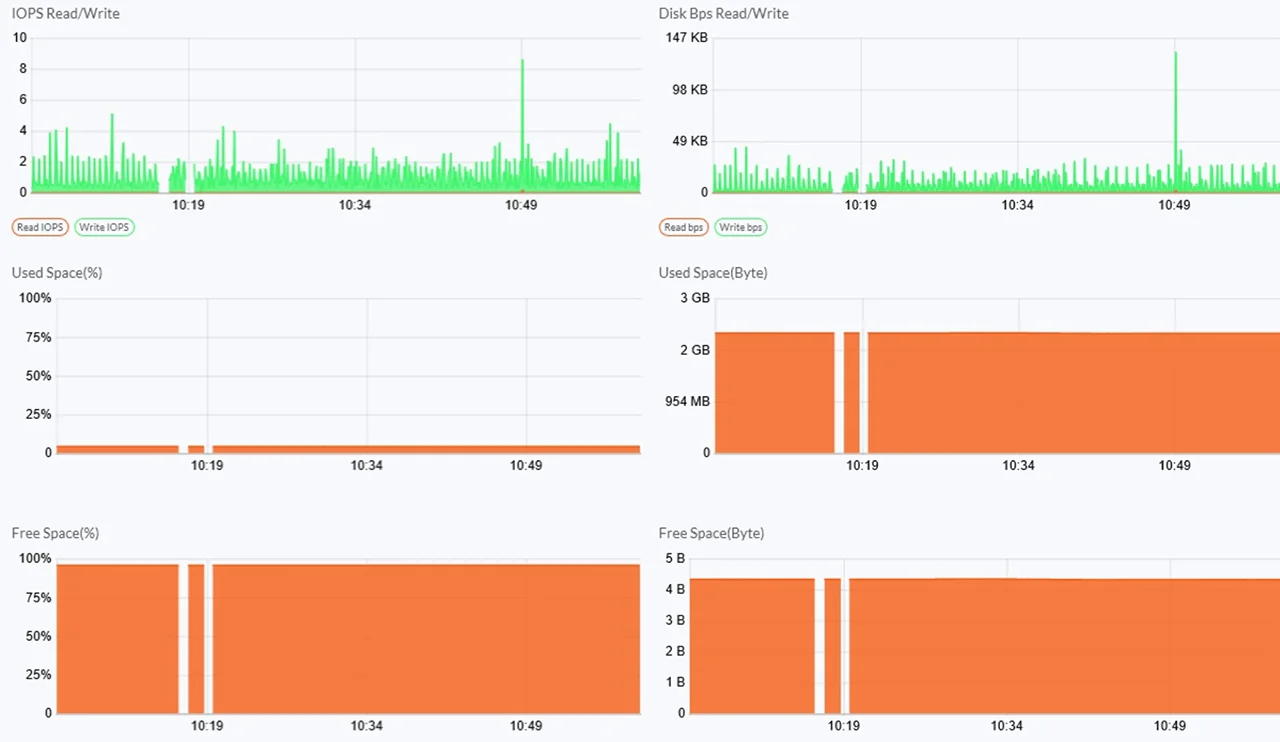 IOPS Read/Write
10
8
6
4
2
0
10:19 10:34 10:49
Read IOPS Write IOPS
Disk Bps Read/Write
147 KB
98 KB
49 KB
0
10:19 10:34 10:49
Read bps Write bps
Used Space(%)
100%
75%
50%
25%
0
10:19 10:34 10:49
Used Space(Byte)
3 GB
2 GB
954 MB
0
10:19 10:34 10:49
Free Space(%)
100%
75%
50%
25%
0
10:19 10:34 10:49
Free Space(Byte)
5 B
4 B
3 B
2 B
1 B
0
10:19 10:34 10:49